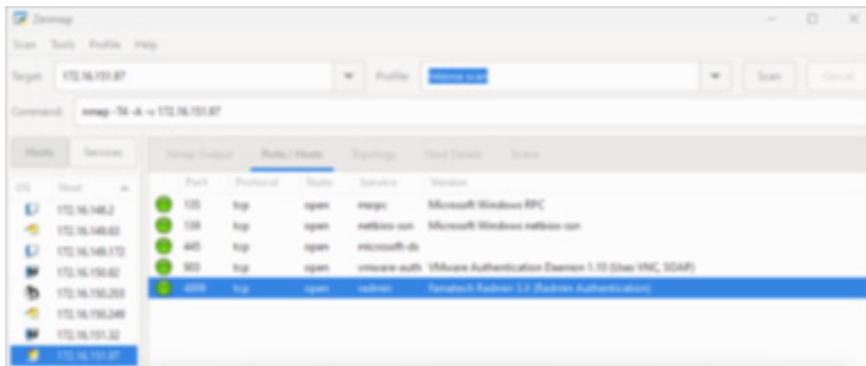 Zenmap
Scan Tools Profile Help
Target: 172.16.151.87 Profile: Intense scan Scan Cancel
Command: nmap -T4 -A -v 172.16.151.87
Hosts Services Nmap Output Ports / Hosts Topology Host Details Scans
OS Host Port Protocol State Service Version
172.16.148.2 135 tcp open msrpc Microsoft Windows RPC
172.16.149.63 139 tcp open netbios-ssn Microsoft Windows netbios-ssn
172.16.149.172 445 tcp open microsoft-ds
172.16.150.82 903 tcp open vmware-auth VMware Authentication Daemon 1.10 (Uses VNC, SOAP)
172.16.150.203 4899 tcp open radmin Famatech Radmin 3.X (Radmin Authentication)
172.16.150.249
172.16.151.32
172.16.151.87